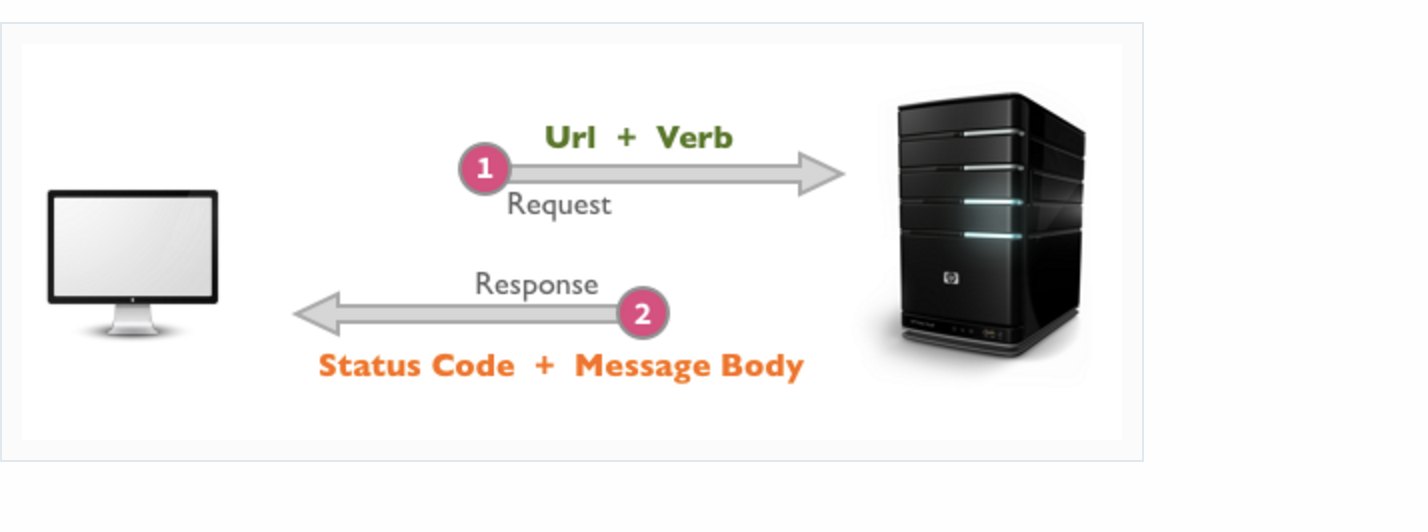 Url + Verb
1
Request
Response
2
Status Code + Message Body